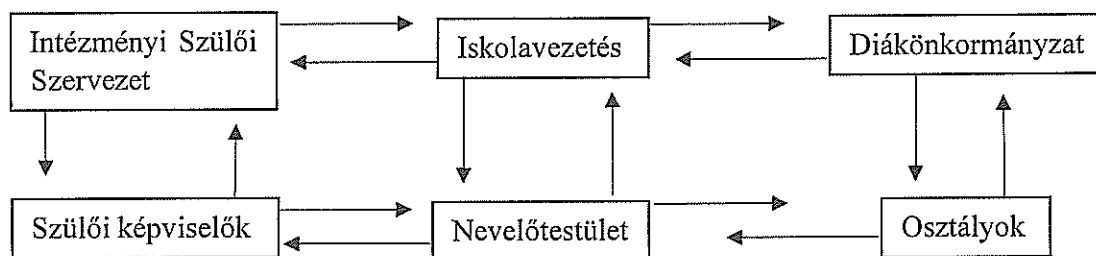 Intézményi Szülői
Szervezet
Iskolavezetés
Diákönkormányzat
Szülői képviselők
Nevelőtestület
Osztályok